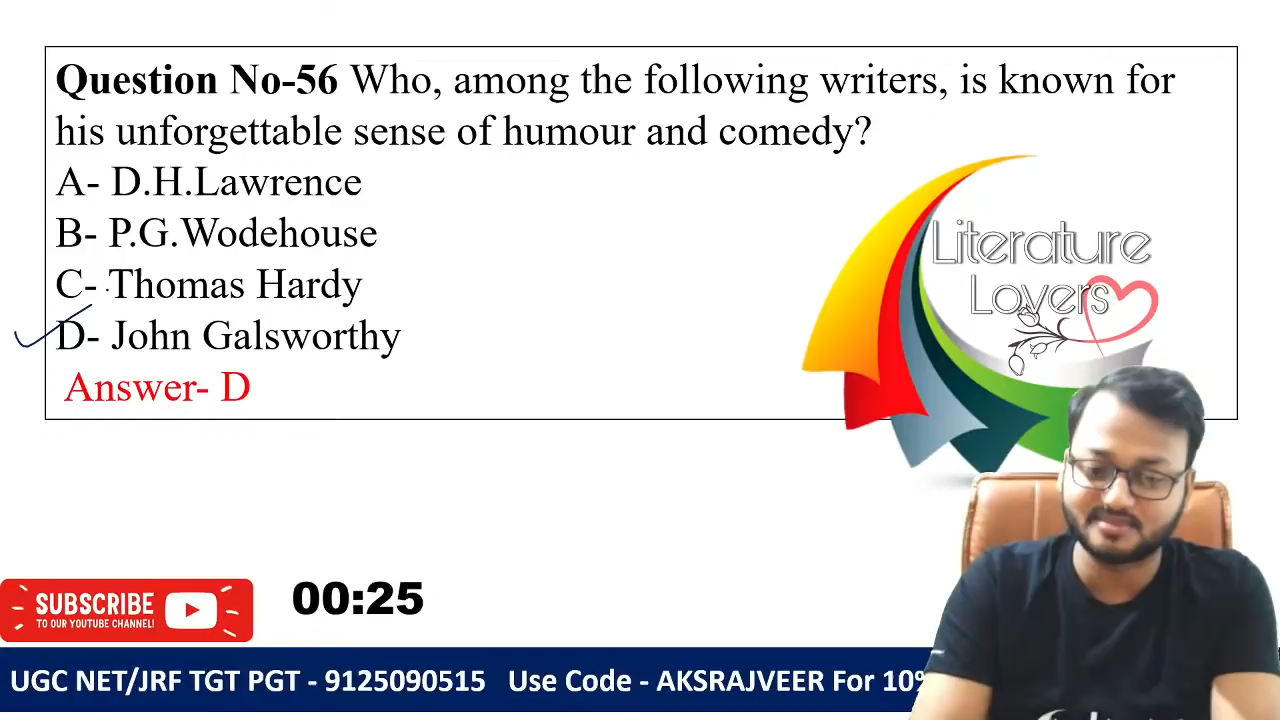 Question No-56 Who, among the following writers, is known for
his unforgettable sense of humour and comedy?
A- D.H.Lawrence
B- P.G.Wodehouse
C- Thomas Hardy
D- John Galsworthy
Answer- D
Literature
Lovers
SUBSCRIBE
TO OUR YOUTUBE CHANNEL!
00:25
UGC NET/JRF TGT PGT - 9125090515 Use Code - AKSRAJVEER For 10%